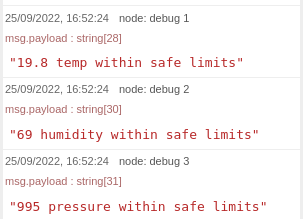 25/09/2022, 16:52:24 node: debug 1
msg.payload : string[28]
"19.8 temp within safe limits"
25/09/2022, 16:52:24 node: debug 2
msg.payload : string[30]
"69 humidity within safe limits"
25/09/2022, 16:52:24 node: debug 3
msg.payload : string[31]
"995 pressure within safe limits"